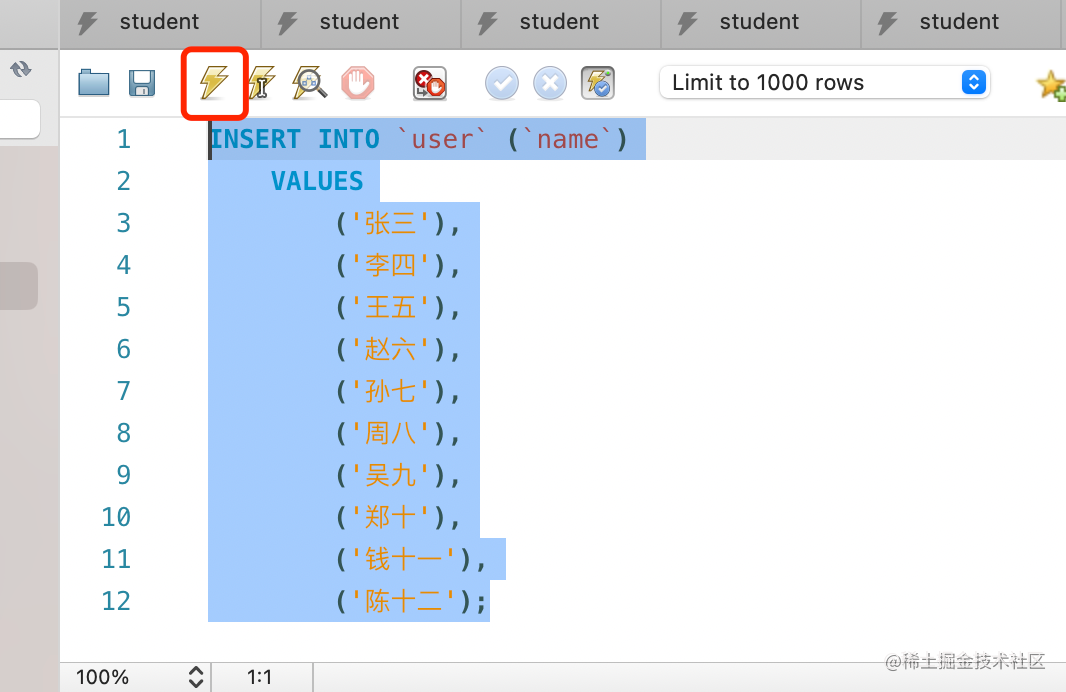 student student student student student
Limit to 1000 rows
1 INSERT INTO `user` (`name`)
2 VALUES
3 ('张三'),
4 ('李四'),
5 ('王五'),
6 ('赵六'),
7 ('孙七'),
8 ('周八'),
9 ('吴九'),
10 ('郑十'),
11 ('钱十一'),
12 ('陈十二');
@稀土掘金技术社区
100% 1:1